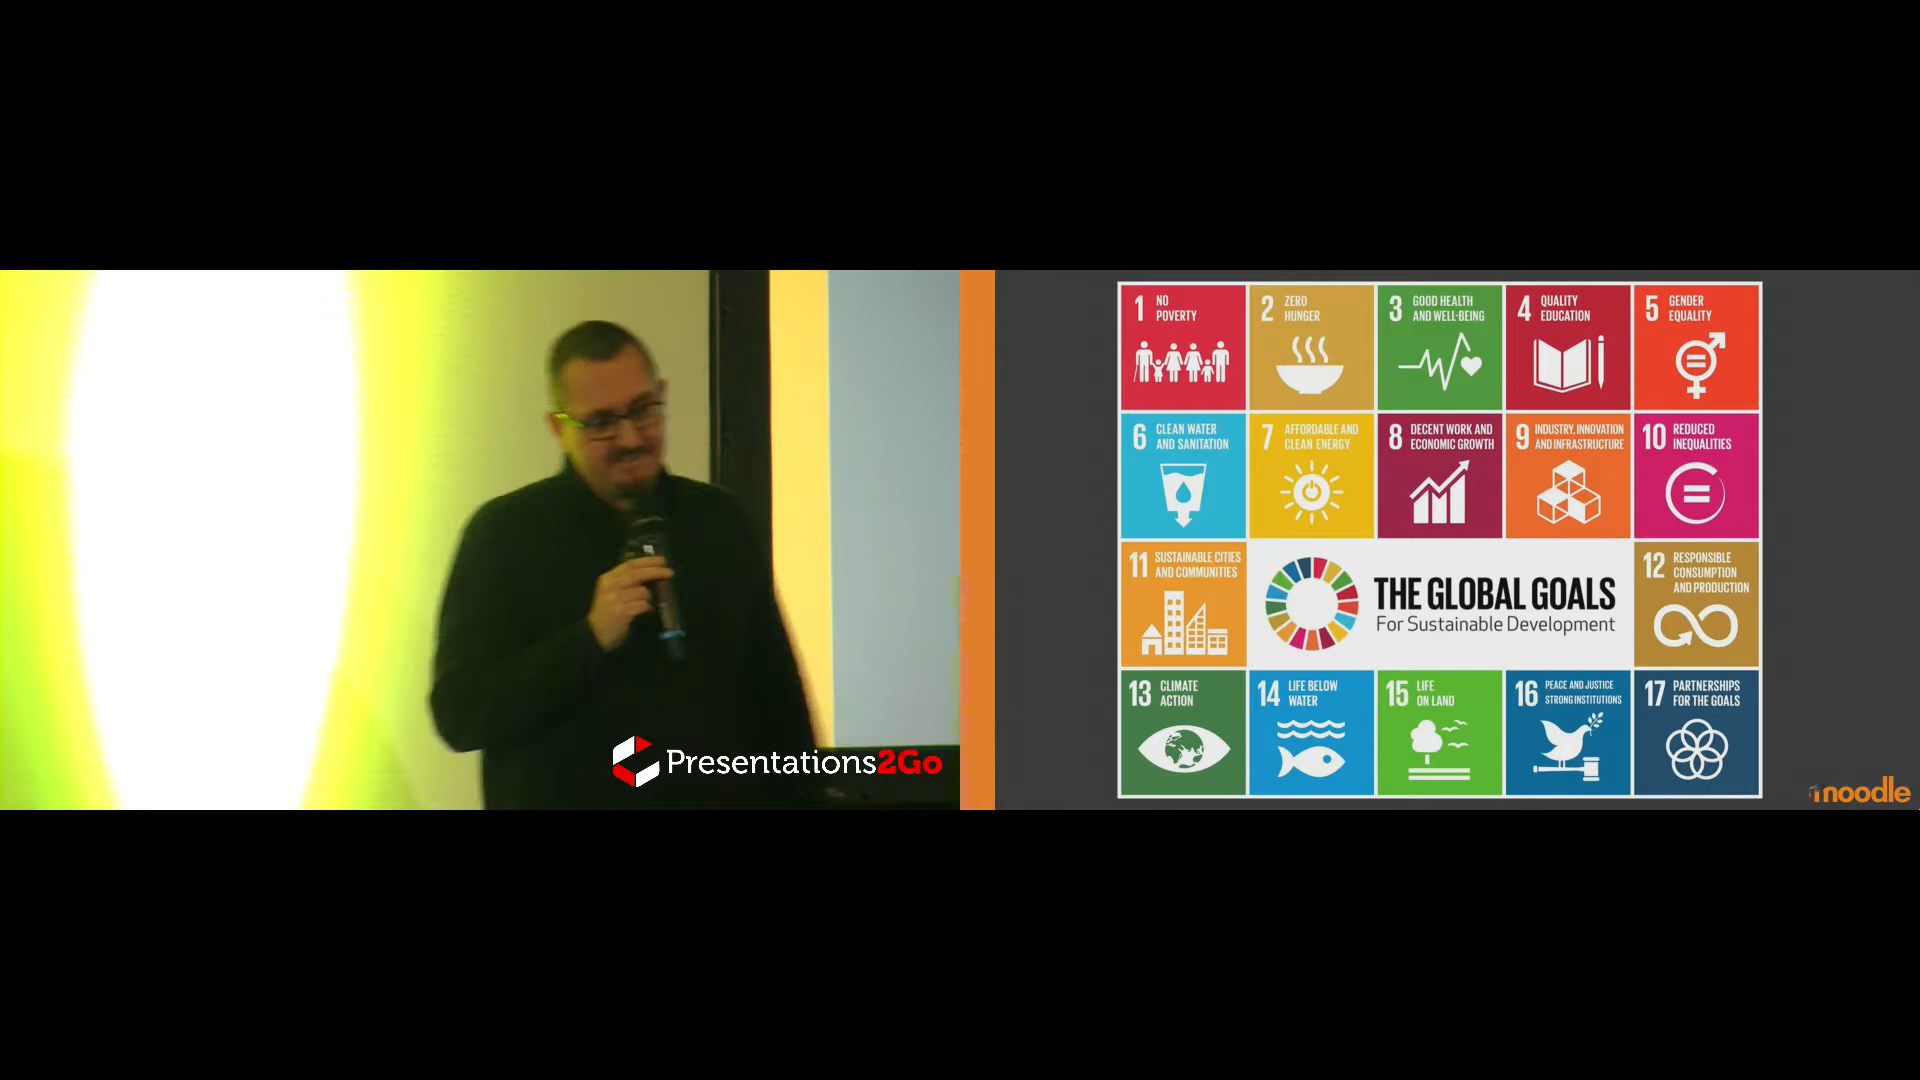 Presentations2Go
1 NO
POVERTY
2 ZERO
HUNGER
3 GOOD HEALTH
AND WELL-BEING
4 QUALITY
EDUCATION
5 GENDER
EQUALITY
6 CLEAN WATER
AND SANITATION
7 AFFORDABLE AND
CLEAN ENERGY
8 DECENT WORK AND
ECONOMIC GROWTH
9 INDUSTRY, INNOVATION
AND INFRASTRUCTURE
10 REDUCED
INEQUALITIES
11 SUSTAINABLE CITIES
AND COMMUNITIES
THE GLOBAL GOALS
For Sustainable Development
12 RESPONSIBLE
CONSUMPTION
AND PRODUCTION
13 CLIMATE
ACTION
14 LIFE BELOW
WATER
15 LIFE
ON LAND
16 PEACE AND JUSTICE
STRONG INSTITUTIONS
17 PARTNERSHIPS
FOR THE GOALS
moodle